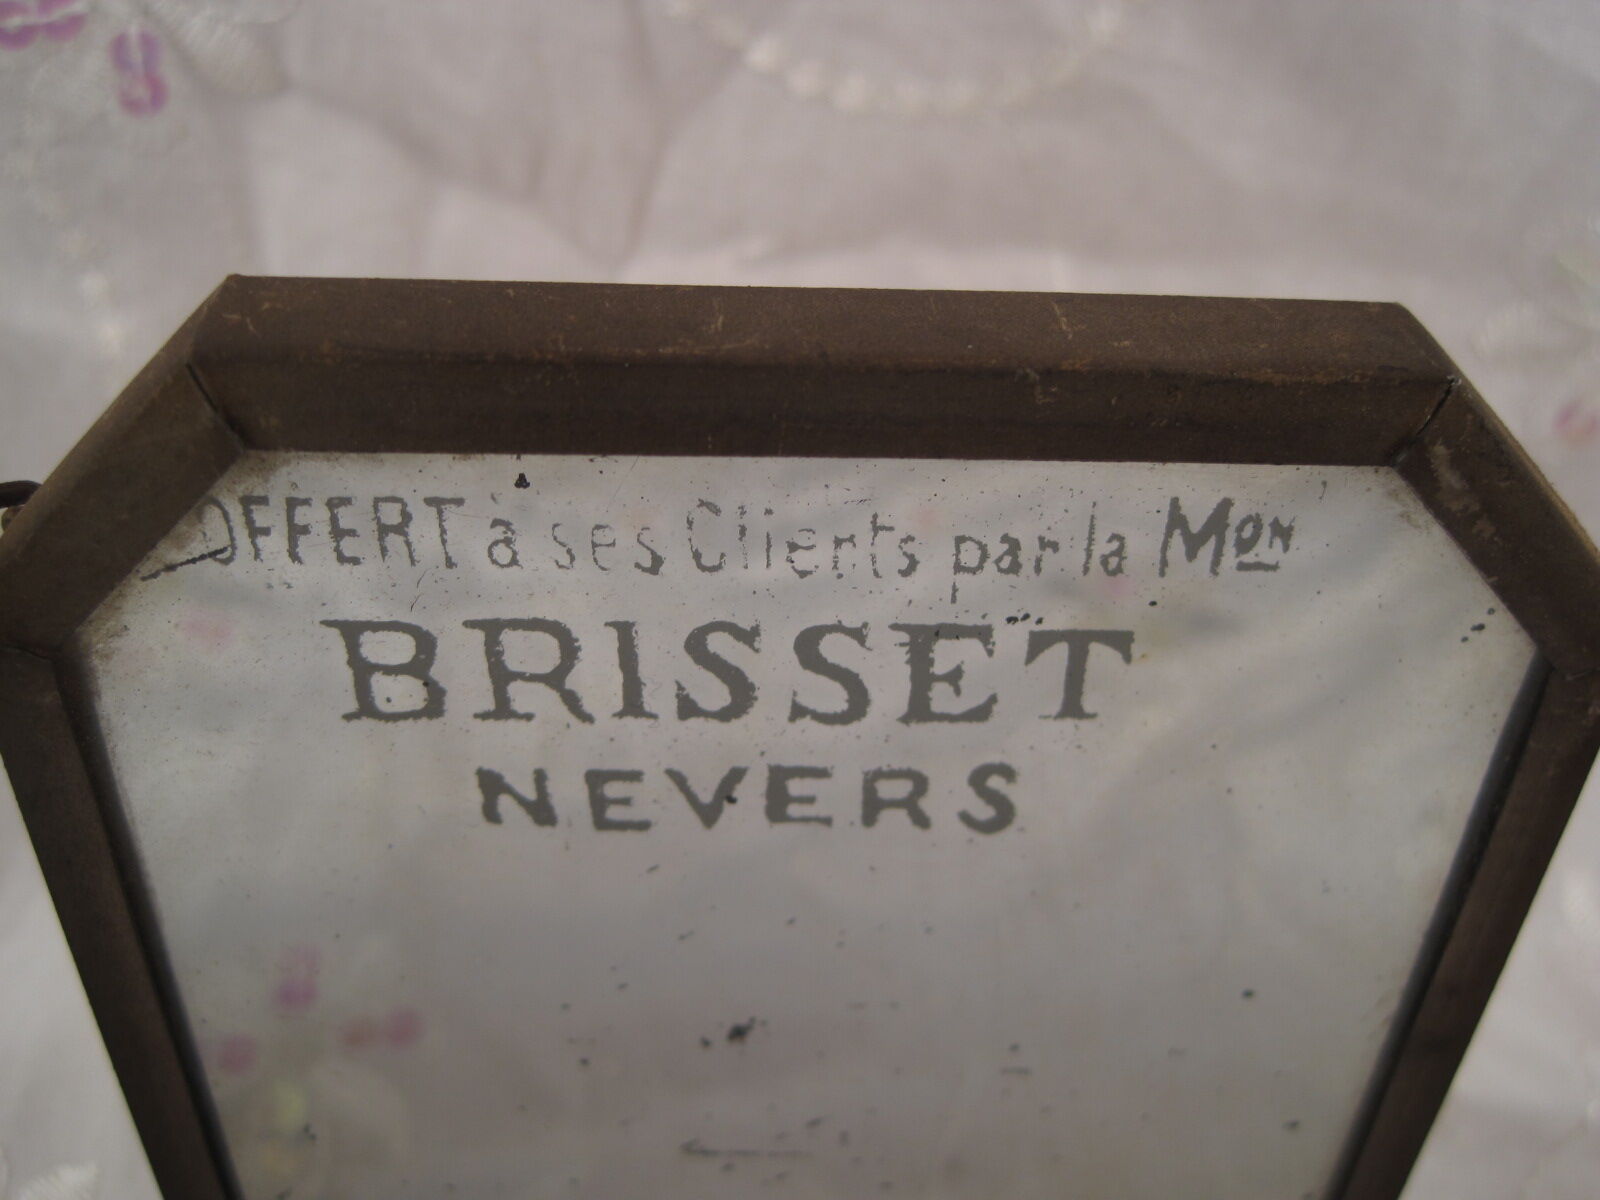 OFFERT à ses Clients par la Mon
BRISSET
NEVERS